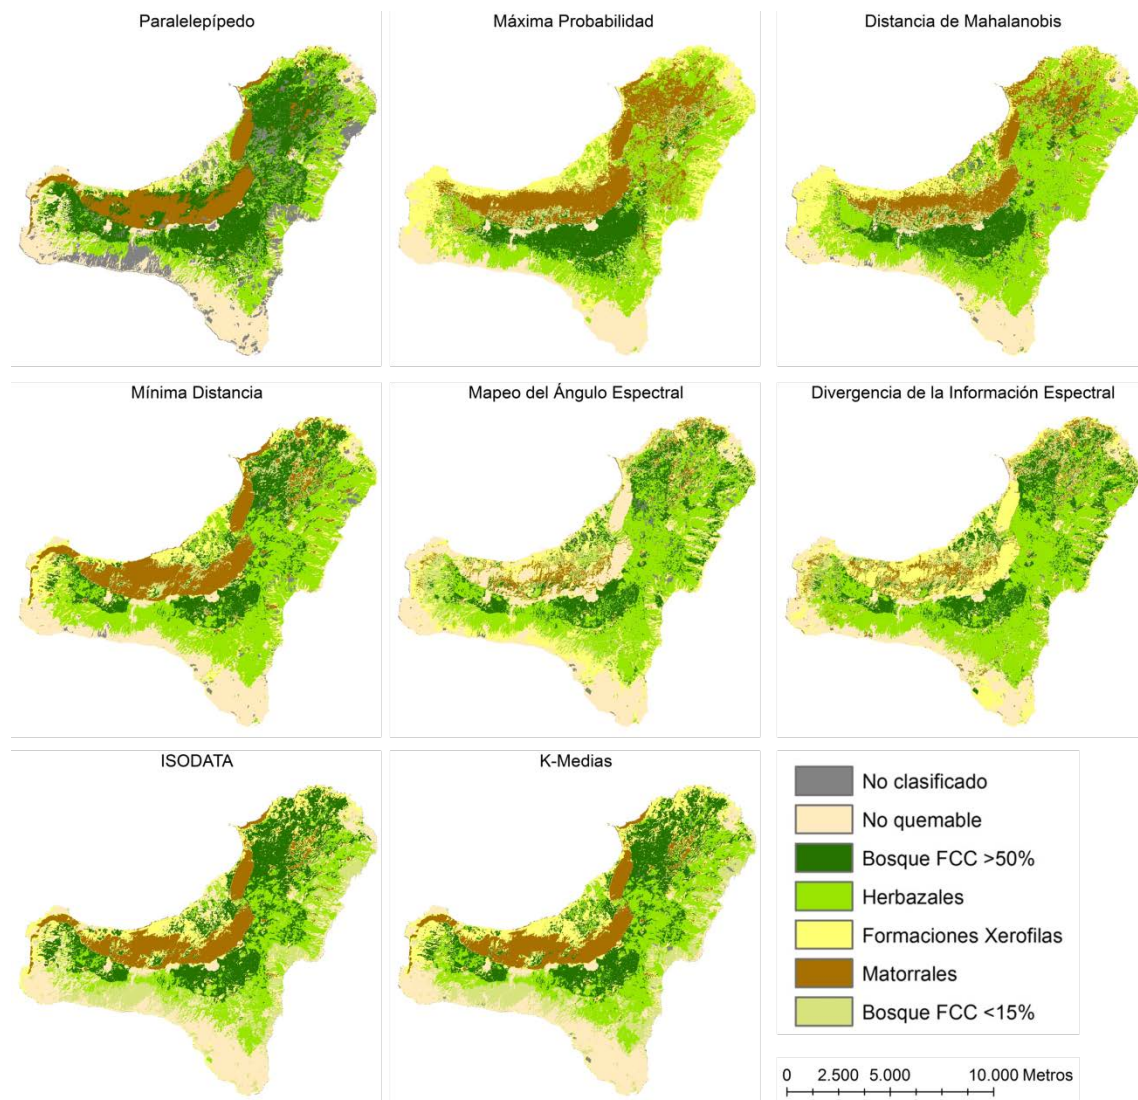 Paralelepípedo
Máxima Probabilidad
Distancia de Mahalanobis
Mínima Distancia
Mapeo del Ángulo Espectral
Divergencia de la Información Espectral
ISODATA
K-Medias
No clasificado
No quemable
Bosque FCC >50%
Herbazales
Formaciones Xerofilas
Matorrales
Bosque FCC <15%
0 2.500 5.000 10.000 Metros